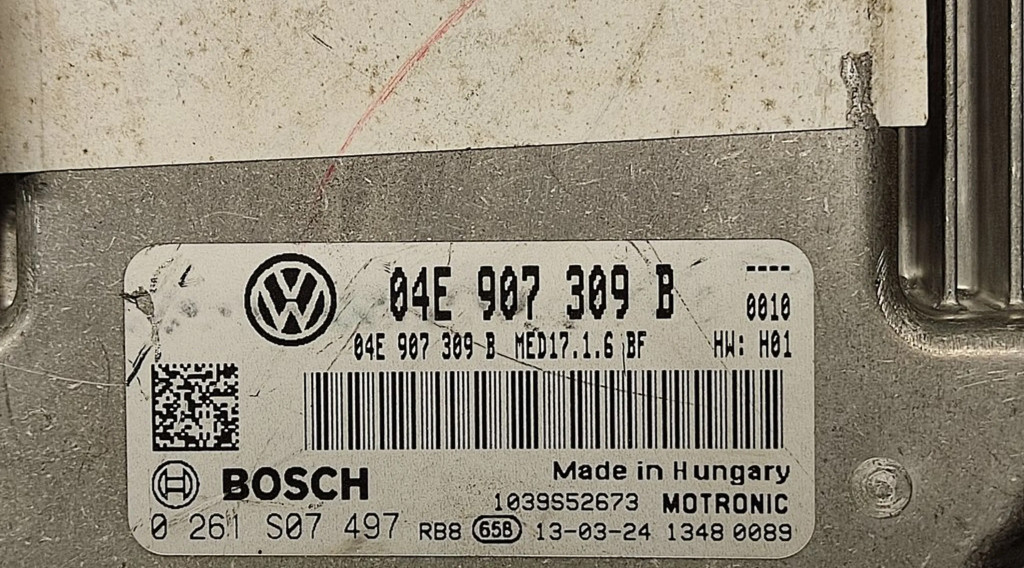 04E 907 309 B ----
0010
04E 907 309 B MED17.1.6 BF HW: H01
BOSCH Made in Hungary
1039S52673 MOTRONIC
0 261 S07 497 RB8 65B 13-03-24 1348 0089